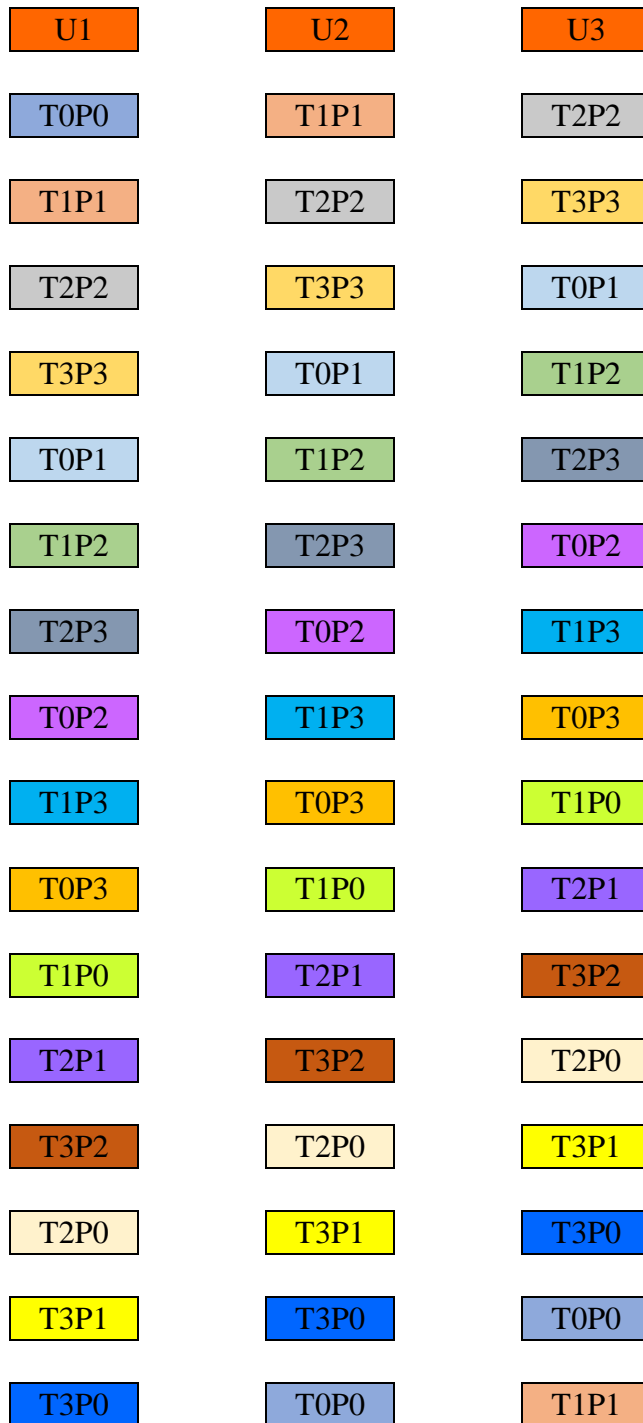 U1 U2 U3
T0P0 T1P1 T2P2
T1P1 T2P2 T3P3
T2P2 T3P3 T0P1
T3P3 T0P1 T1P2
T0P1 T1P2 T2P3
T1P2 T2P3 T0P2
T2P3 T0P2 T1P3
T0P2 T1P3 T0P3
T1P3 T0P3 T1P0
T0P3 T1P0 T2P1
T1P0 T2P1 T3P2
T2P1 T3P2 T2P0
T3P2 T2P0 T3P1
T2P0 T3P1 T3P0
T3P1 T3P0 T0P0
T3P0 T0P0 T1P1